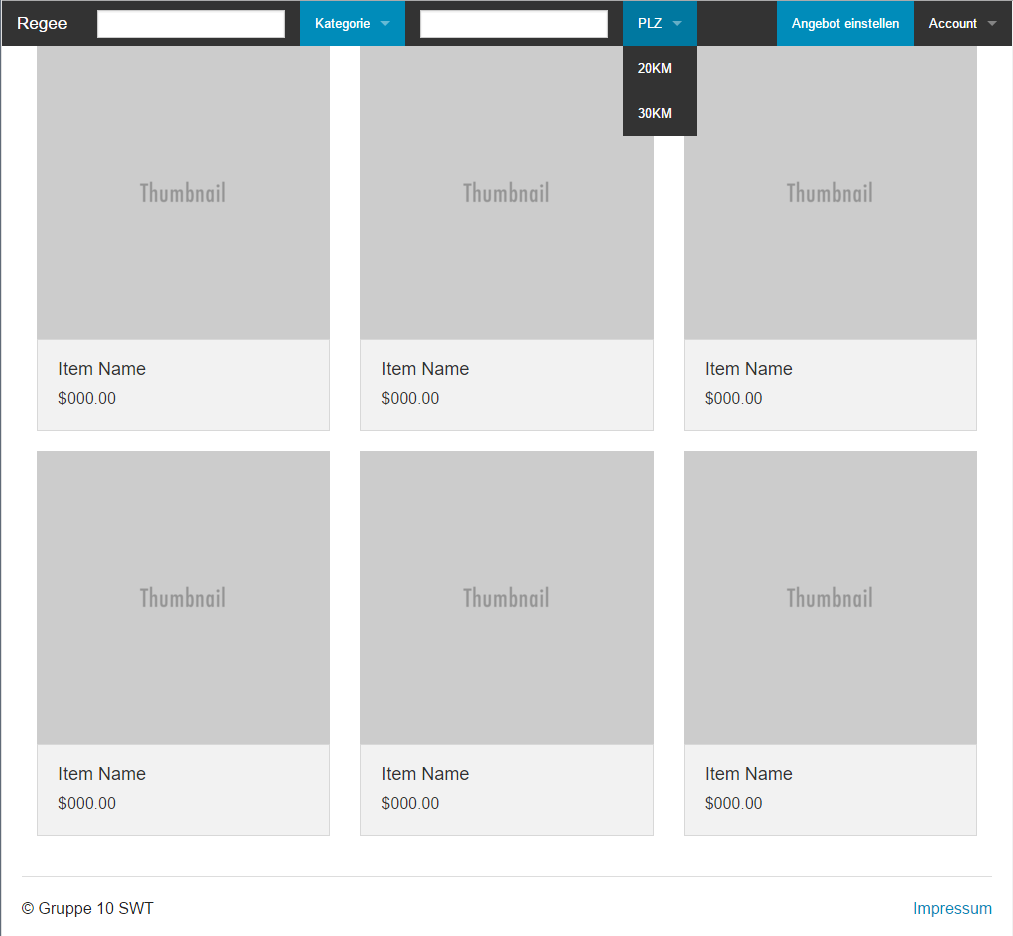 Regee Kategorie PLZ Angebot einstellen Account
20KM
30KM
Thumbnail Thumbnail Thumbnail
Item Name Item Name Item Name
$000.00 $000.00 $000.00
Thumbnail Thumbnail Thumbnail
Item Name Item Name Item Name
$000.00 $000.00 $000.00
© Gruppe 10 SWT Impressum